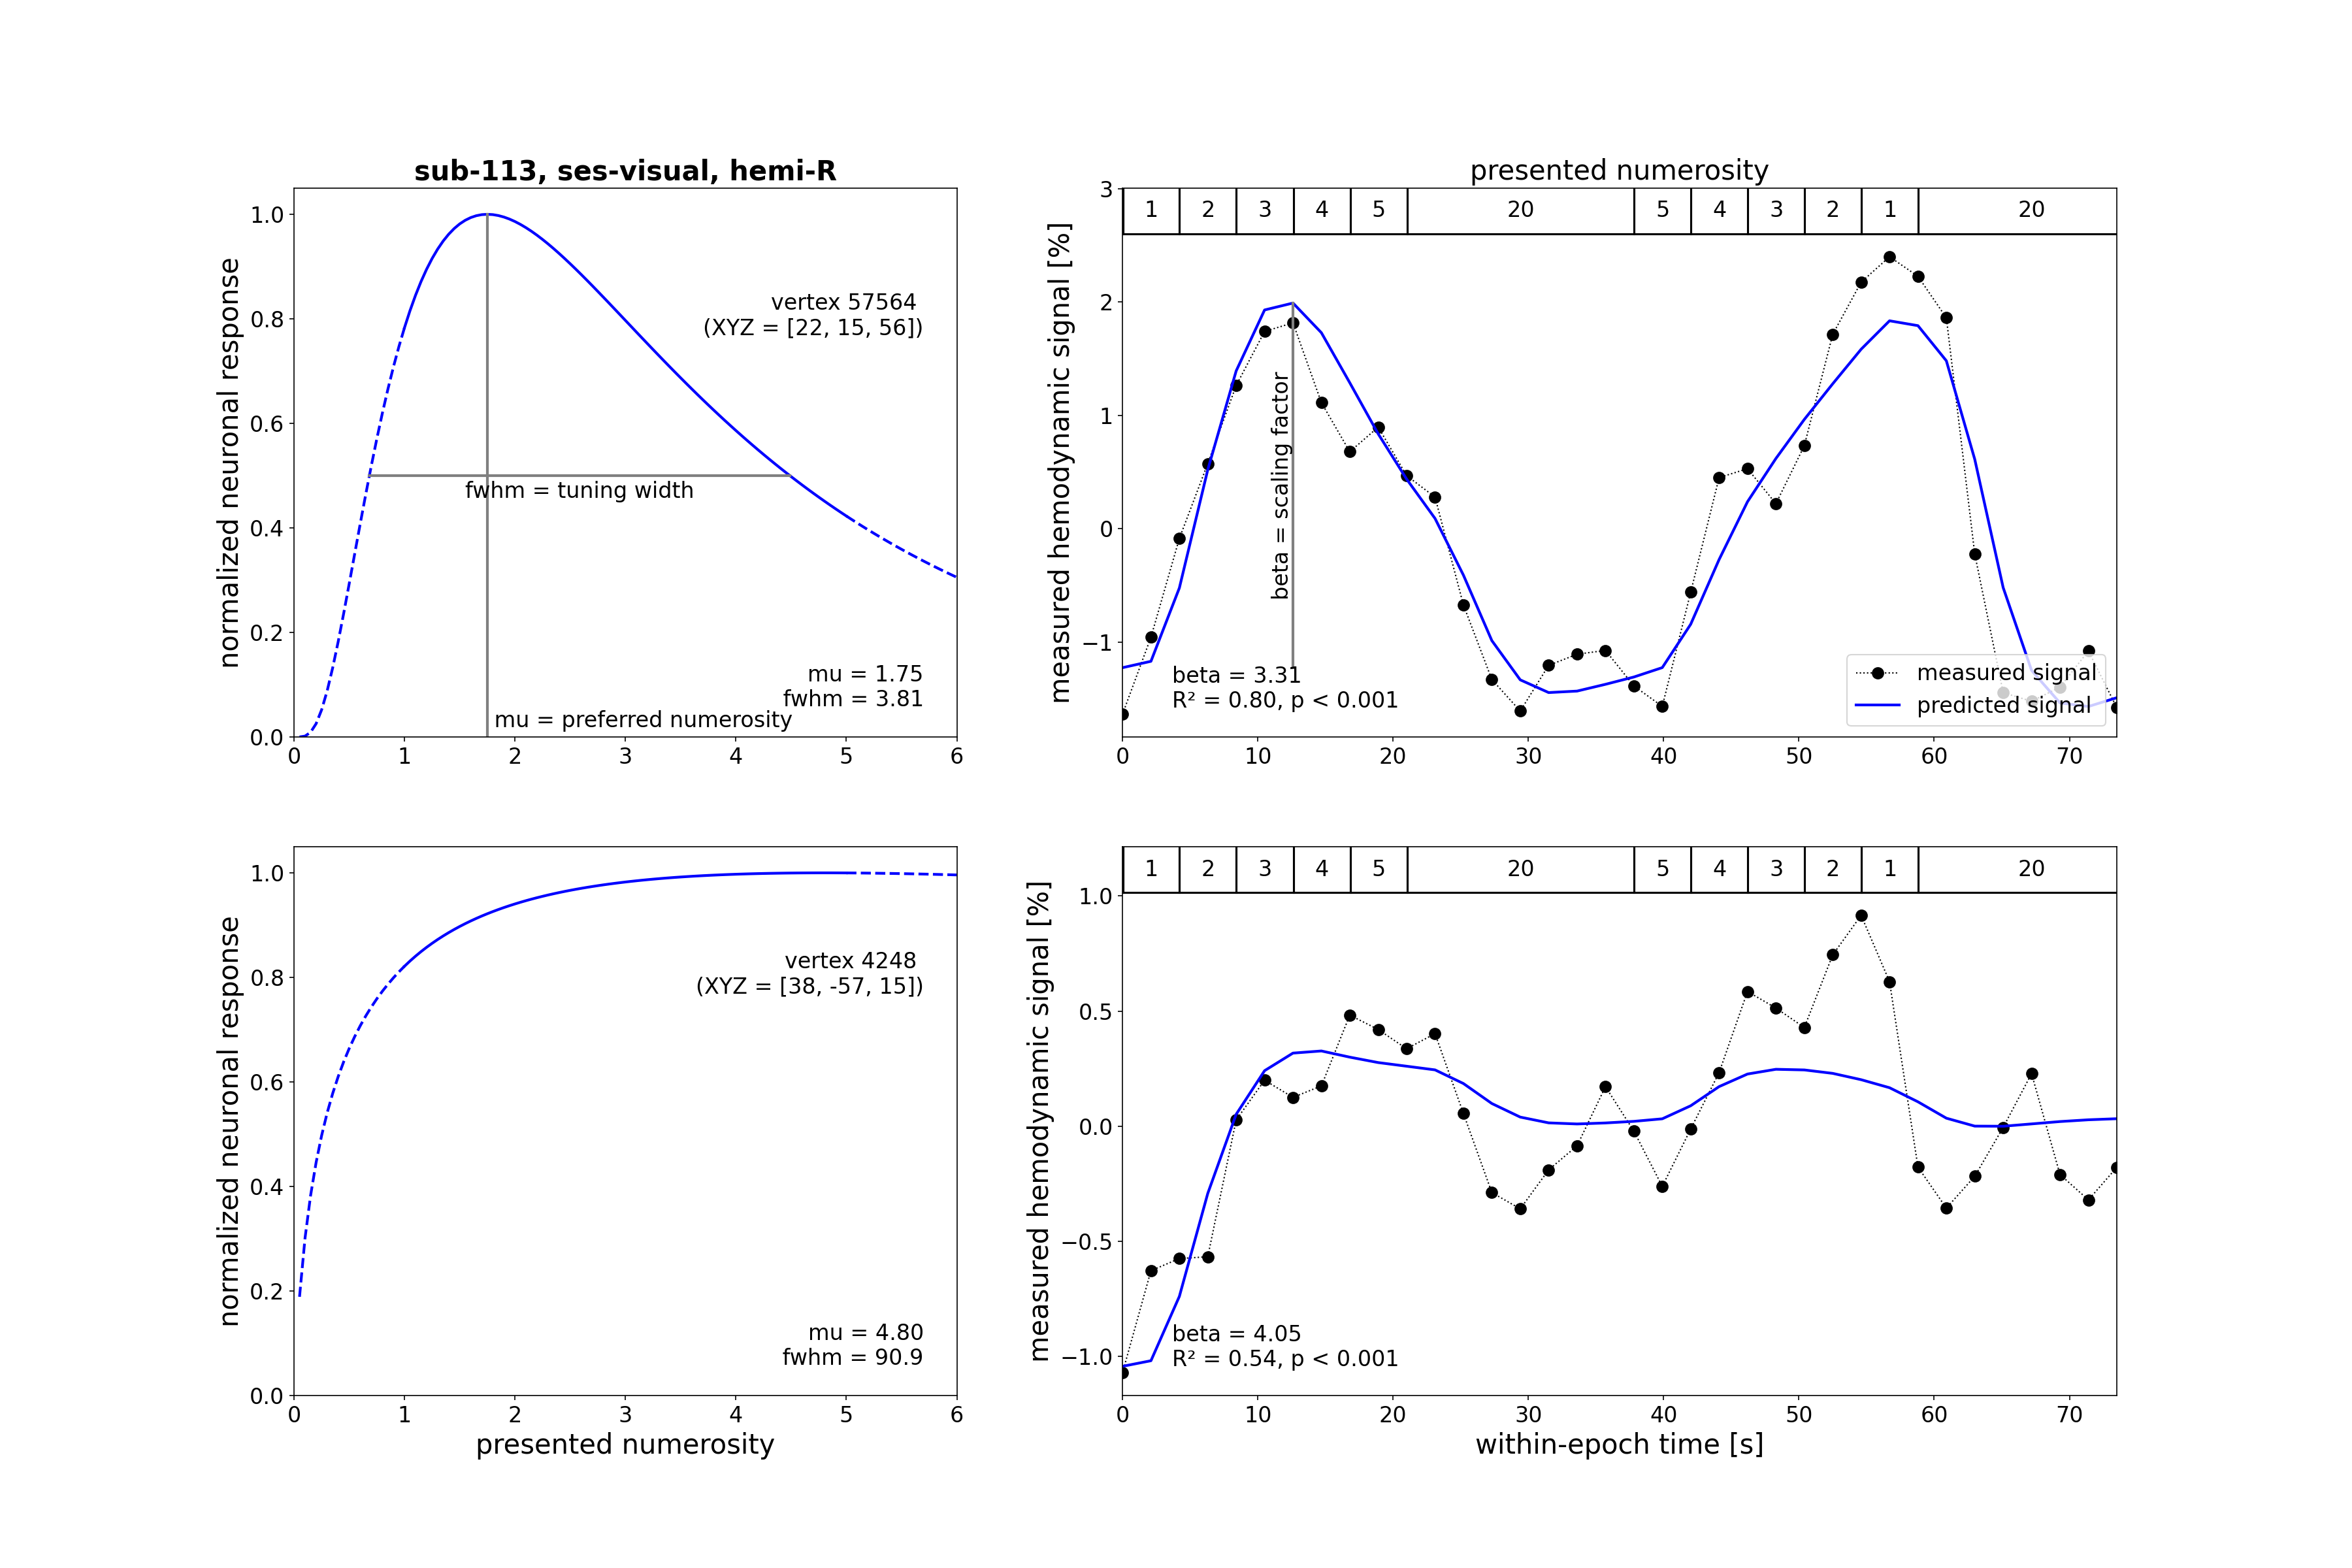 sub-113, ses-visual, hemi-R
normalized neuronal response
1.0
0.8
0.6
0.4
0.2
0.0
vertex 57564
(XYZ = [22, 15, 56])
fwhm = tuning width
mu = 1.75
fwhm = 3.81
mu = preferred numerosity
0 1 2 3 4 5 6
presented numerosity
measured hemodynamic signal [%]
3
2
1
0
−1
1 2 3 4 5 20 5 4 3 2 1 20
beta = scaling factor
beta = 3.31
R² = 0.80, p < 0.001
measured signal
predicted signal
0 10 20 30 40 50 60 70
normalized neuronal response
1.0
0.8
0.6
0.4
0.2
0.0
vertex 4248
(XYZ = [38, -57, 15])
mu = 4.80
fwhm = 90.9
0 1 2 3 4 5 6
presented numerosity
measured hemodynamic signal [%]
1.0
0.5
0.0
−0.5
−1.0
1 2 3 4 5 20 5 4 3 2 1 20
beta = 4.05
R² = 0.54, p < 0.001
0 10 20 30 40 50 60 70
within-epoch time [s]